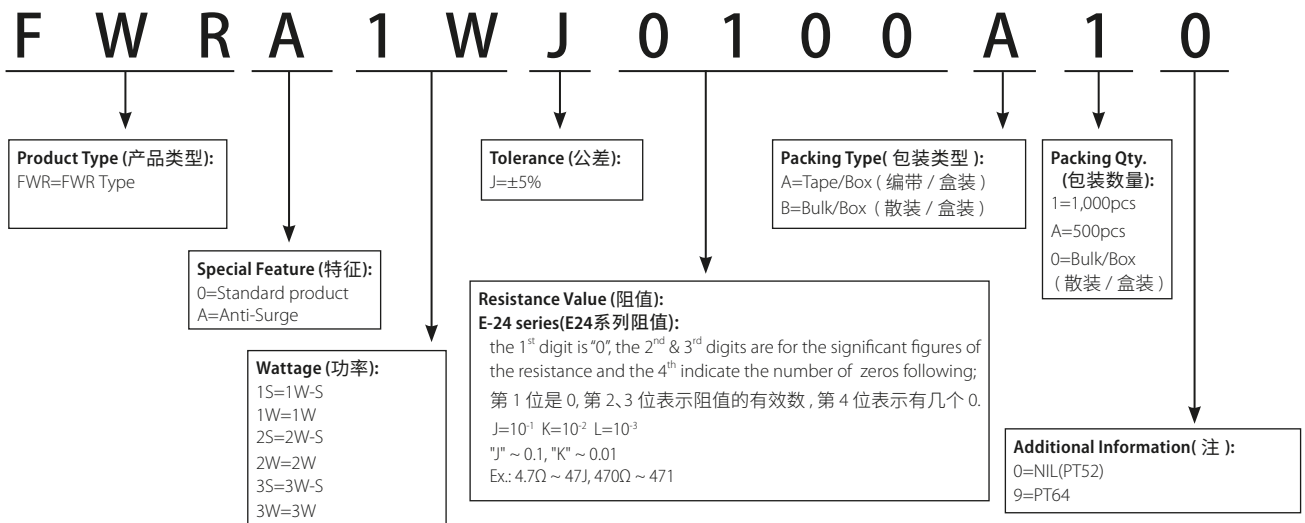 F W R A 1 W J 0 1 0 0 A 1 0
Product Type (产品类型):
FWR=FWR Type
Special Feature (特征):
0=Standard product
A=Anti-Surge
Wattage (功率):
1S=1W-S
1W=1W
2S=2W-S
2W=2W
3S=3W-S
3W=3W
Tolerance (公差):
J=±5%
Resistance Value (阻值):
E-24 series(E24系列阻值):
the 1st digit is "0", the 2nd & 3rd digits are for the significant figures of
the resistance and the 4th indicate the number of zeros following;
第 1 位是 0, 第 2、3 位表示阻值的有效数 , 第 4 位表示有几个 0.
J=10-1 K=10-2 L=10-3
"J" ~ 0.1, "K" ~ 0.01
Ex.: 4.7Ω ~ 47J, 470Ω ~ 471
Packing Type( 包装类型 ):
A=Tape/Box ( 编带 / 盒装 )
B=Bulk/Box ( 散装 / 盒装 )
Packing Qty.
(包装数量):
1=1,000pcs
A=500pcs
0=Bulk/Box
( 散装 / 盒装 )
Additional Information( 注 ):
0=NIL(PT52)
9=PT64